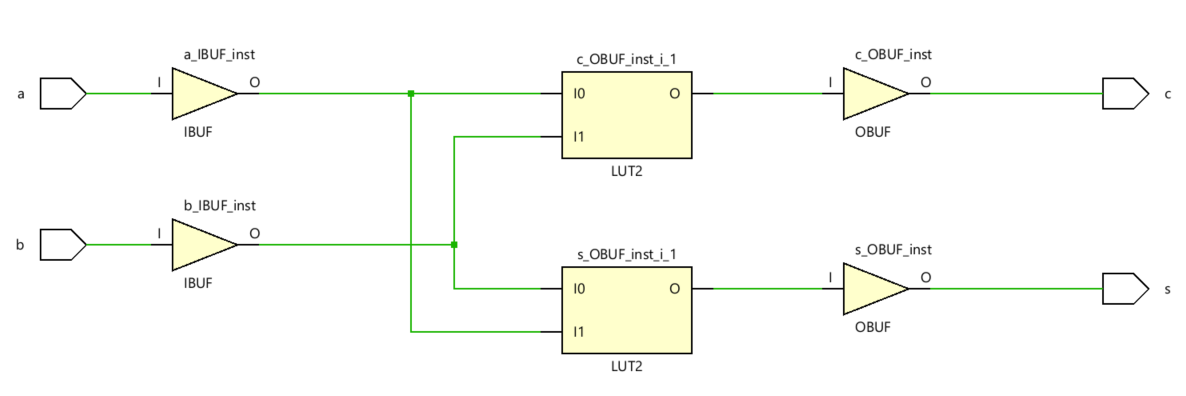 a_IBUF_inst
c_OBUF_inst_i_1
c_OBUF_inst
a
I
O
I0
O
I
O
c
IBUF
I1
OBUF
LUT2
b_IBUF_inst
b
I
O
s_OBUF_inst_i_1
s_OBUF_inst
IBUF
I0
O
I
O
s
I1
OBUF
LUT2